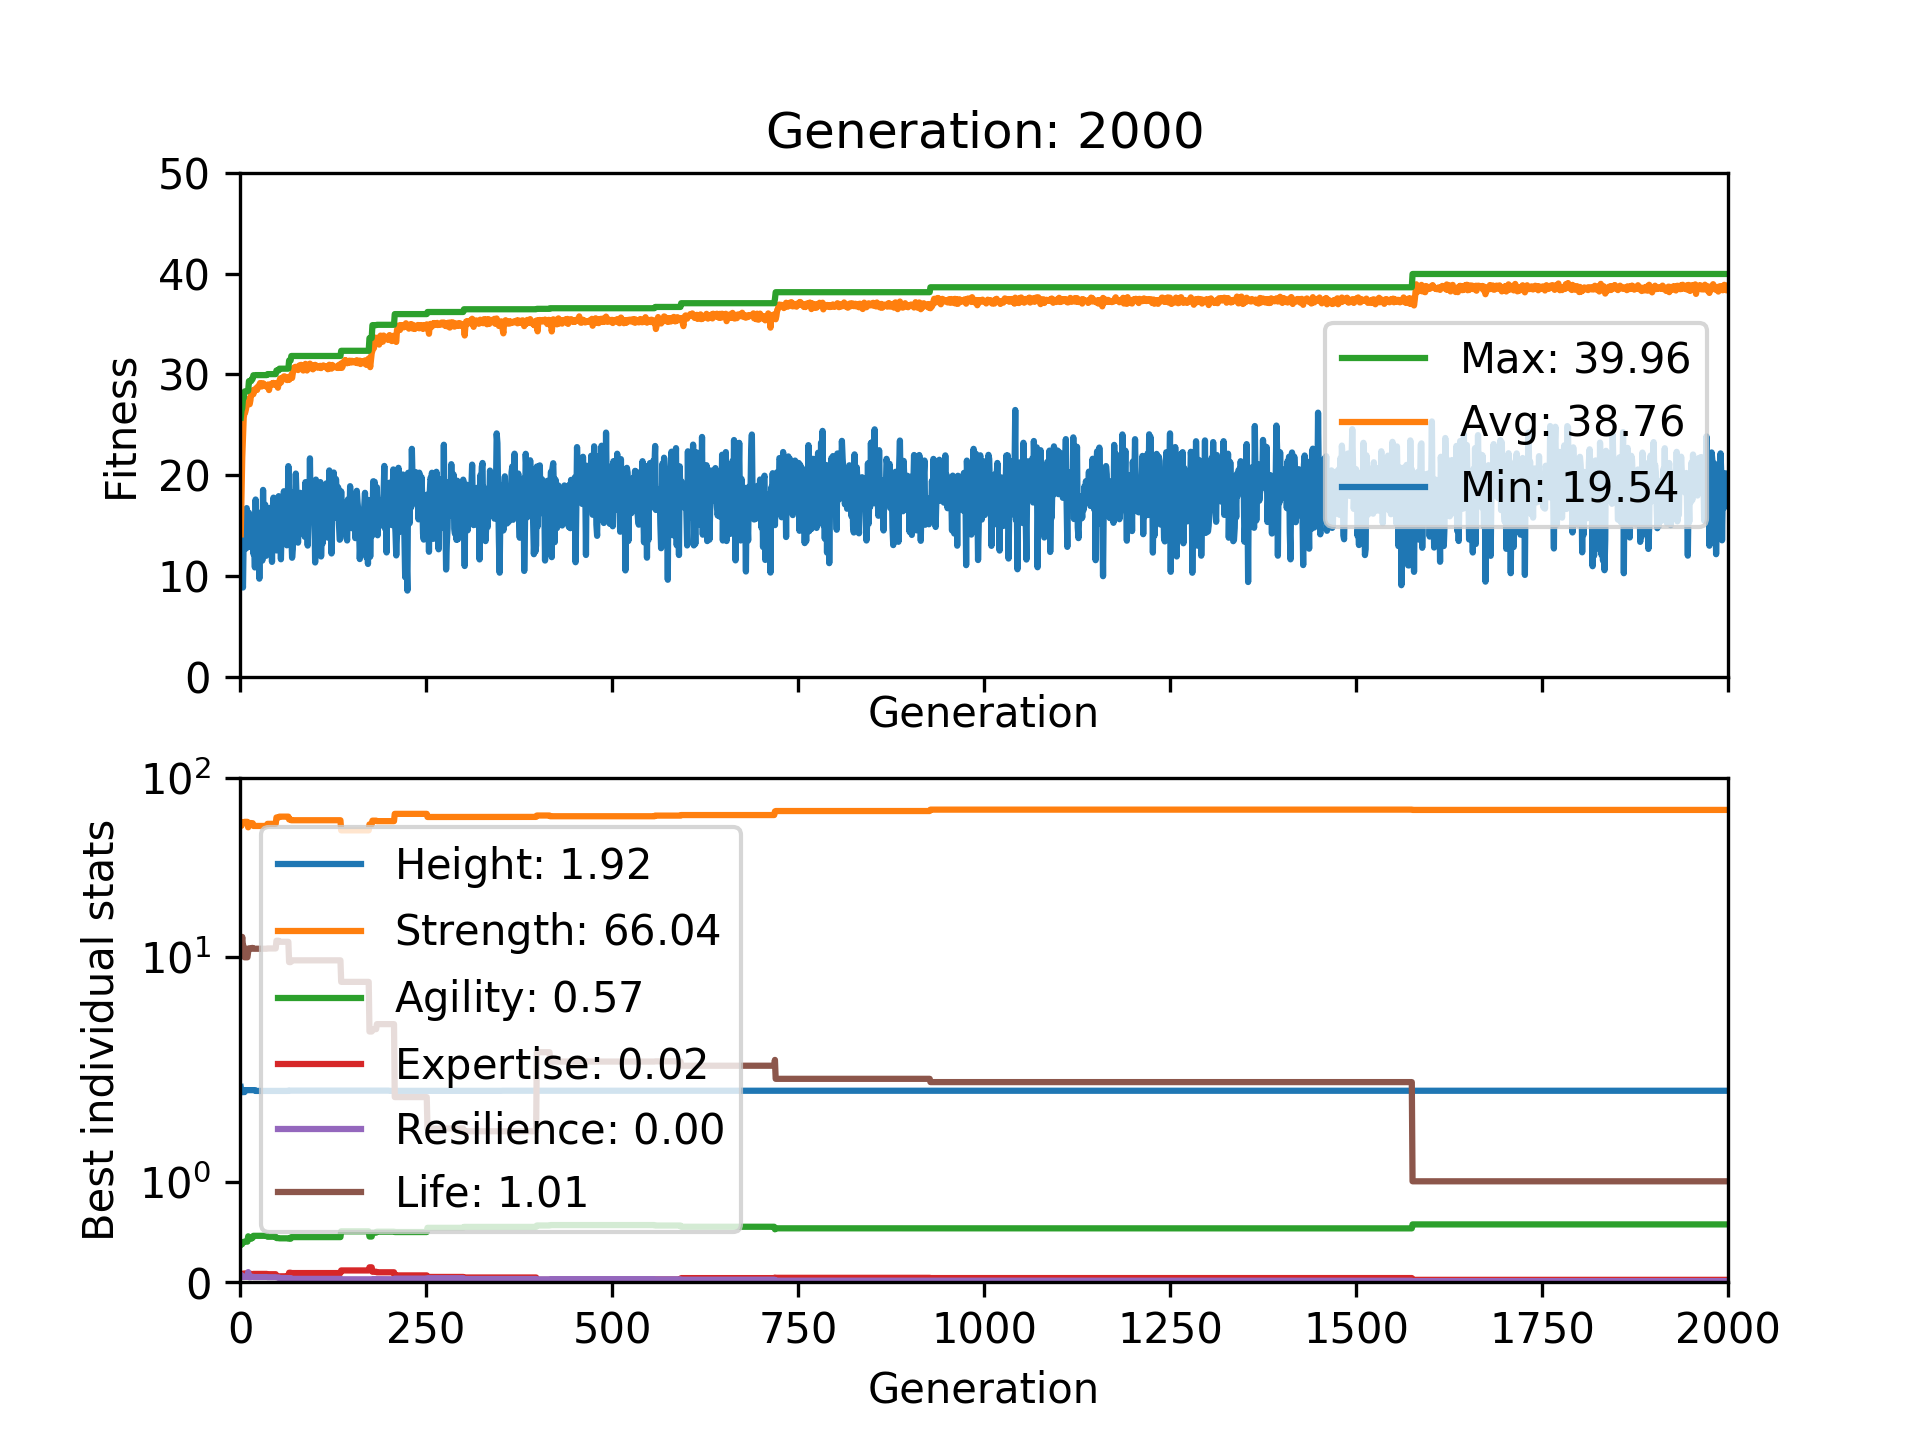 Generation: 2000
50
40
30
20
10
0
Fitness
Max: 39.96
Avg: 38.76
Min: 19.54
Generation
10²
10¹
10⁰
0
Best individual stats
Height: 1.92
Strength: 66.04
Agility: 0.57
Expertise: 0.02
Resilience: 0.00
Life: 1.01
0 250 500 750 1000 1250 1500 1750 2000
Generation